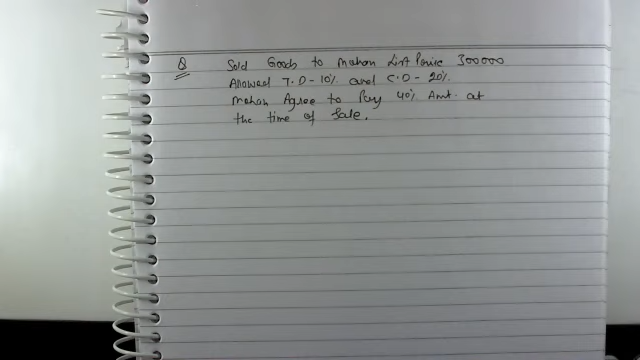 Q Sold Goods to Mohan List Price 300000
Allowed T.D - 10% and C.D - 20%.
Mohan Agree to Pay 40% Amt. at
the time of Sale.